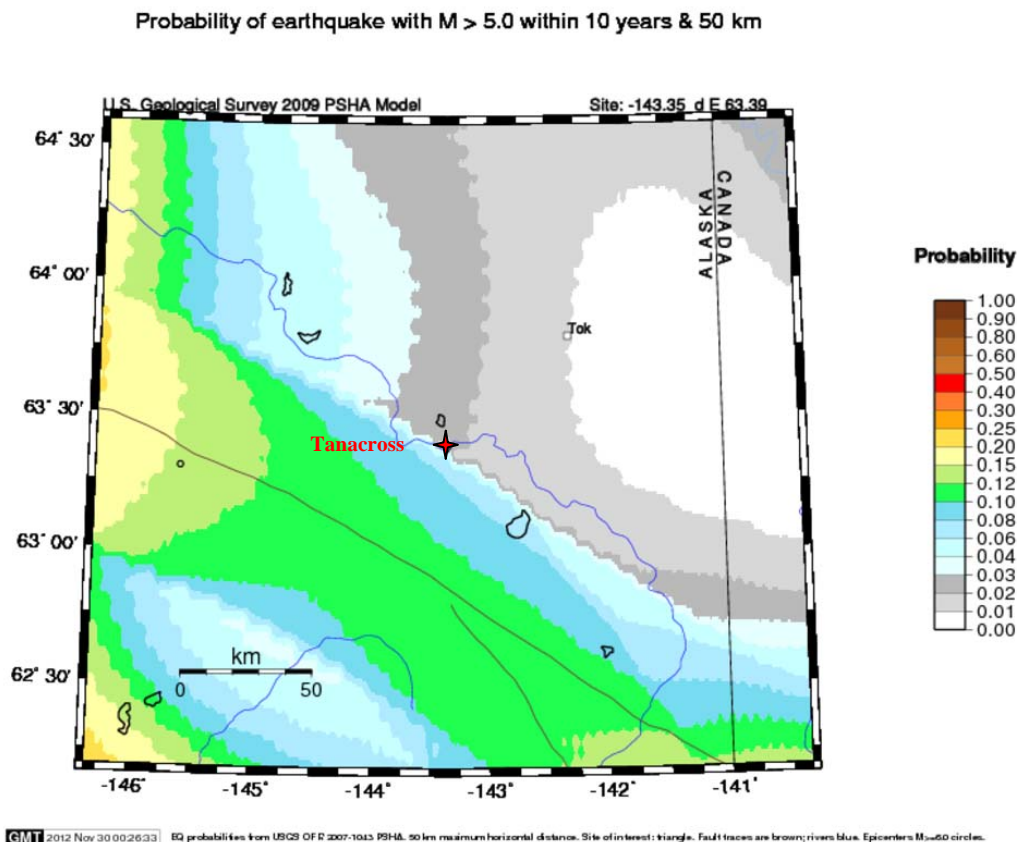 Probability of earthquake with M > 5.0 within 10 years & 50 km
U.S. Geological Survey 2009 PSHA Model Site: -143.35 d E 63.39
64° 30'
64° 00'
63° 30'
63° 00'
62° 30'
CANADA
ALASKA
Tok
Tanacross
km
0 50
-146° -145° -144° -143° -142° -141°
Probability
1.00
0.90
0.80
0.60
0.50
0.40
0.30
0.25
0.20
0.15
0.12
0.10
0.08
0.06
0.04
0.03
0.02
0.01
0.00
GMT 2012 Nov 30 00:26:33 EQ probabilities from USGS OFR 2007-1043 PSHA. 50 km maximum horizontal distance. Site of interest: triangle. Fault traces are brown; rivers blue. Epicenters M>=6.0 circles.